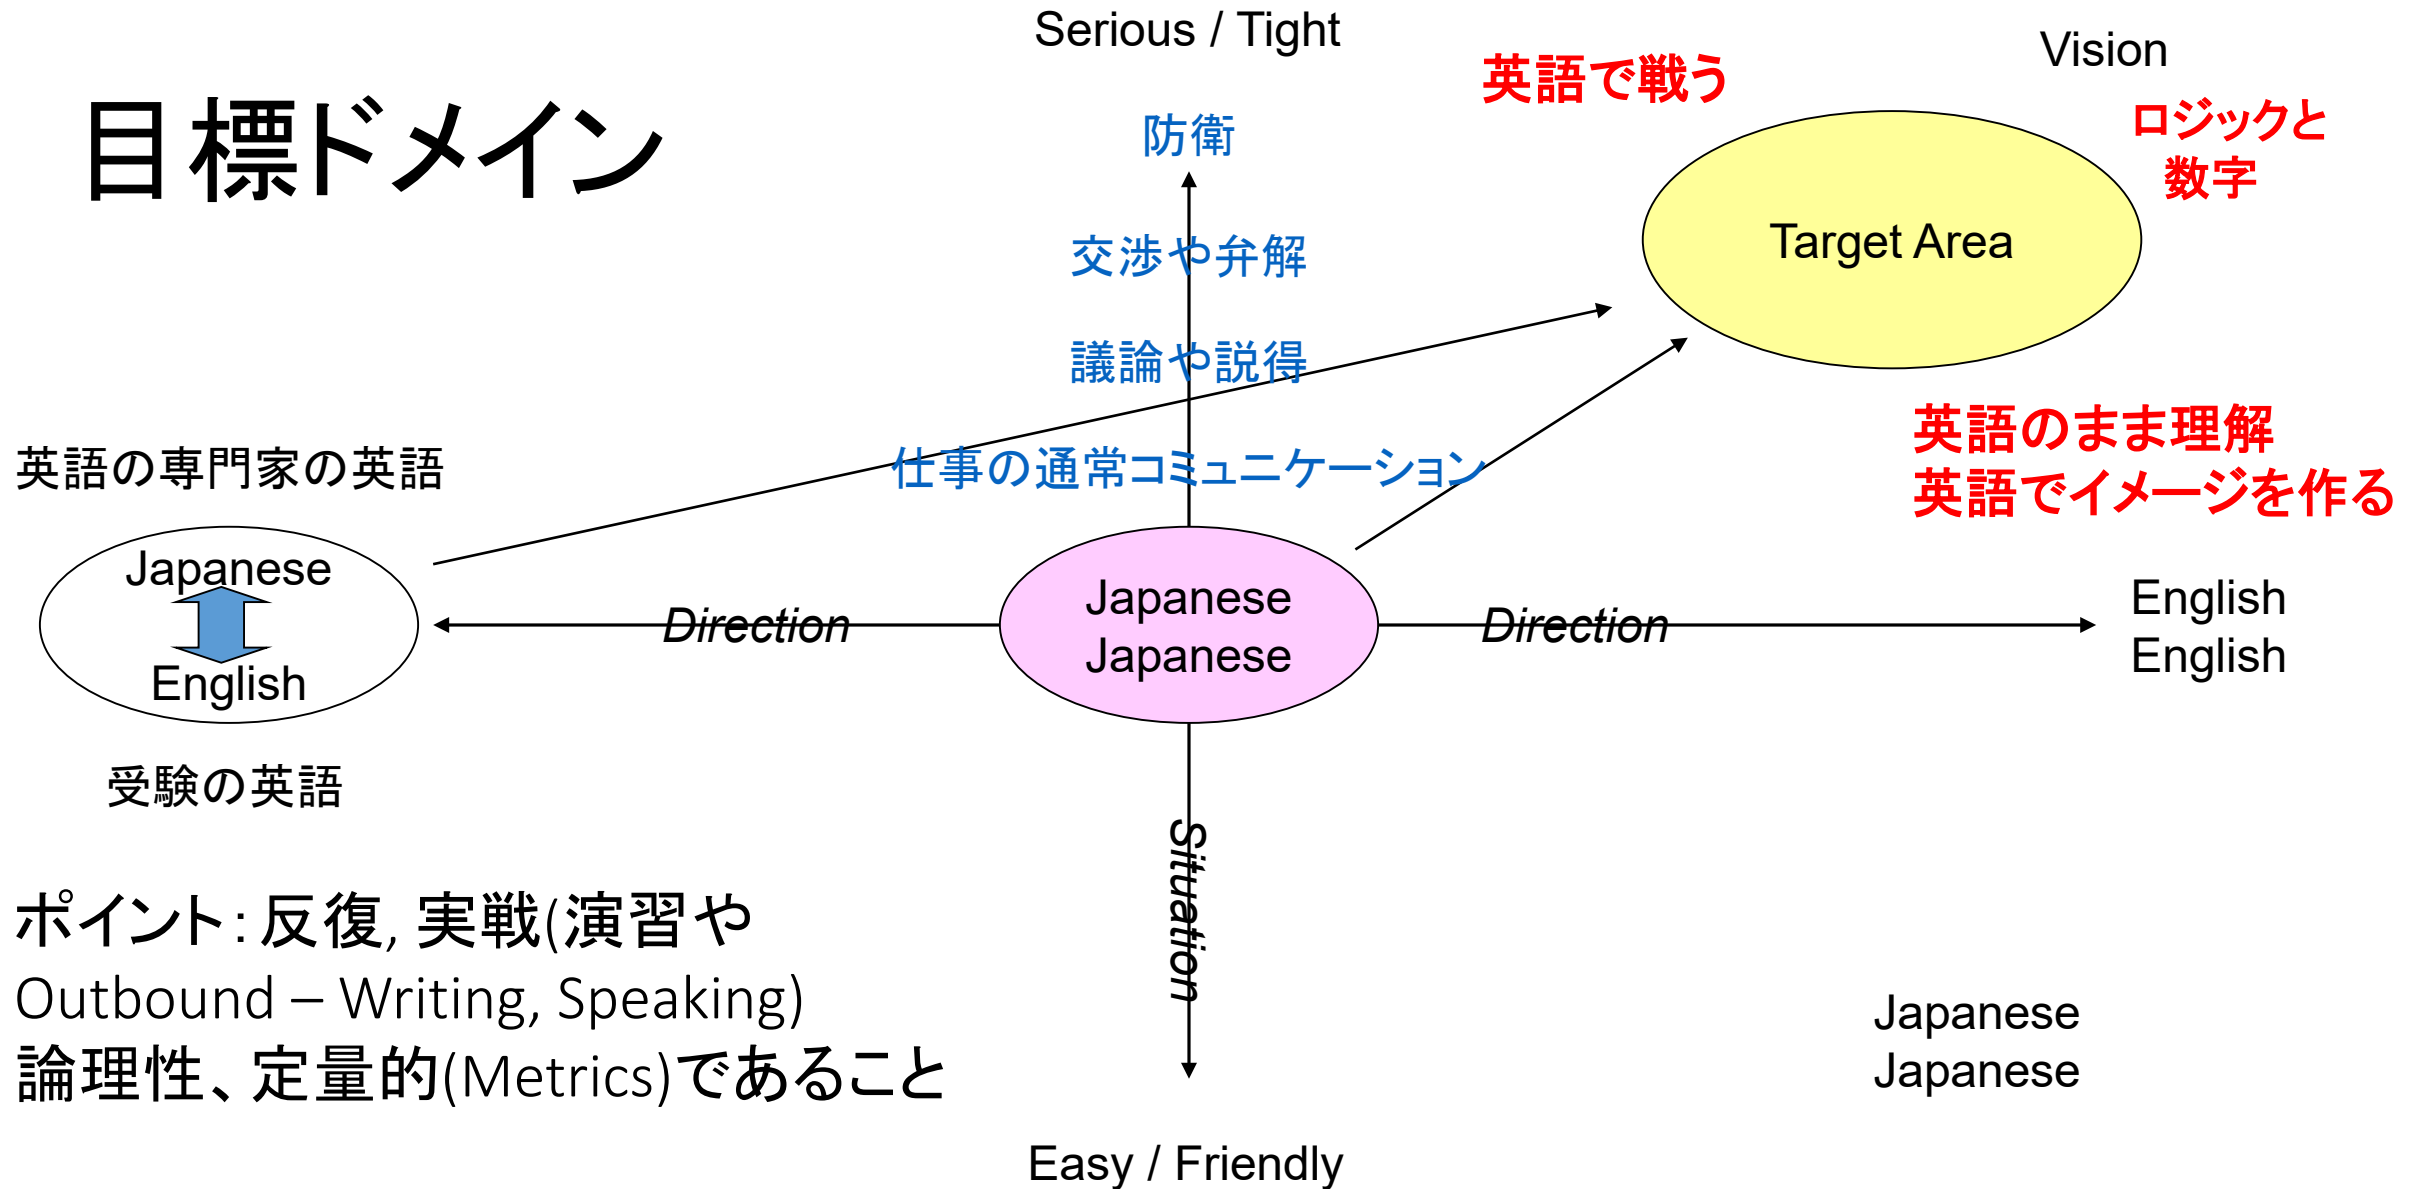 Serious / Tight
Vision
英語で戦う
目標ドメイン
防衛
ロジックと
数字
交渉や弁解
Target Area
議論や説得
英語の専門家の英語
仕事の通常コミュニケーション
英語のまま理解
英語でイメージを作る
Japanese
English
Direction
Japanese
Japanese
Direction
English
English
受験の英語
Situation
ポイント：反復, 実戦(演習や
Outbound – Writing, Speaking)
論理性、定量的(Metrics)であること
Japanese
Japanese
Easy / Friendly